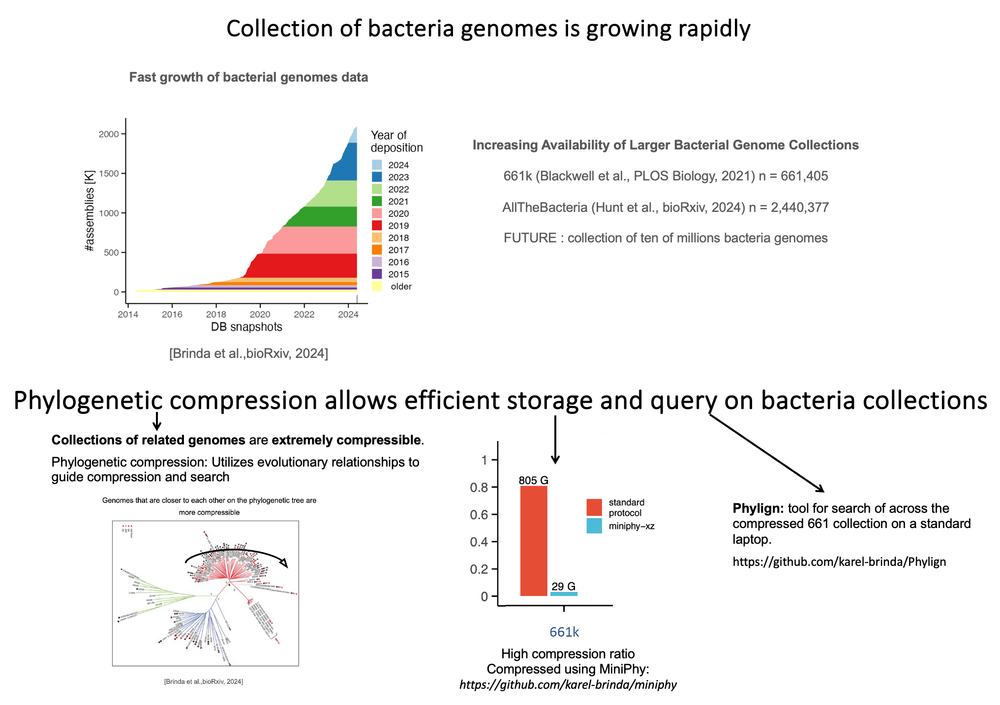 Collection of bacteria genomes is growing rapidly
Fast growth of bacterial genomes data
2000
1500
1000
500
0
#assemblies [K]
2014
2016
2018
2020
2022
2024
DB snapshots
Year of
deposition
2024
2023
2022
2021
2020
2019
2018
2017
2016
2015
older
[Brinda et al.,bioRxiv, 2024]
Increasing Availability of Larger Bacterial Genome Collections
661k (Blackwell et al., PLOS Biology, 2021) n = 661,405
AllTheBacteria (Hunt et al., bioRxiv, 2024) n = 2,440,377
FUTURE : collection of ten of millions bacteria genomes
Phylogenetic compression allows efficient storage and query on bacteria collections
Collections of related genomes are extremely compressible.
Phylogenetic compression: Utilizes evolutionary relationships to
guide compression and search
Genomes that are closer to each other on the phylogenetic tree are
more compressible
[Brinda et al.,bioRxiv, 2024]
1
0.8
0.6
0.4
0.2
0
805 G
29 G
standard
protocol
miniphy-xz
661k
High compression ratio
Compressed using MiniPhy:
https://github.com/karel-brinda/miniphy
Phylign: tool for search of across the
compressed 661 collection on a standard
laptop.
https://github.com/karel-brinda/Phylign